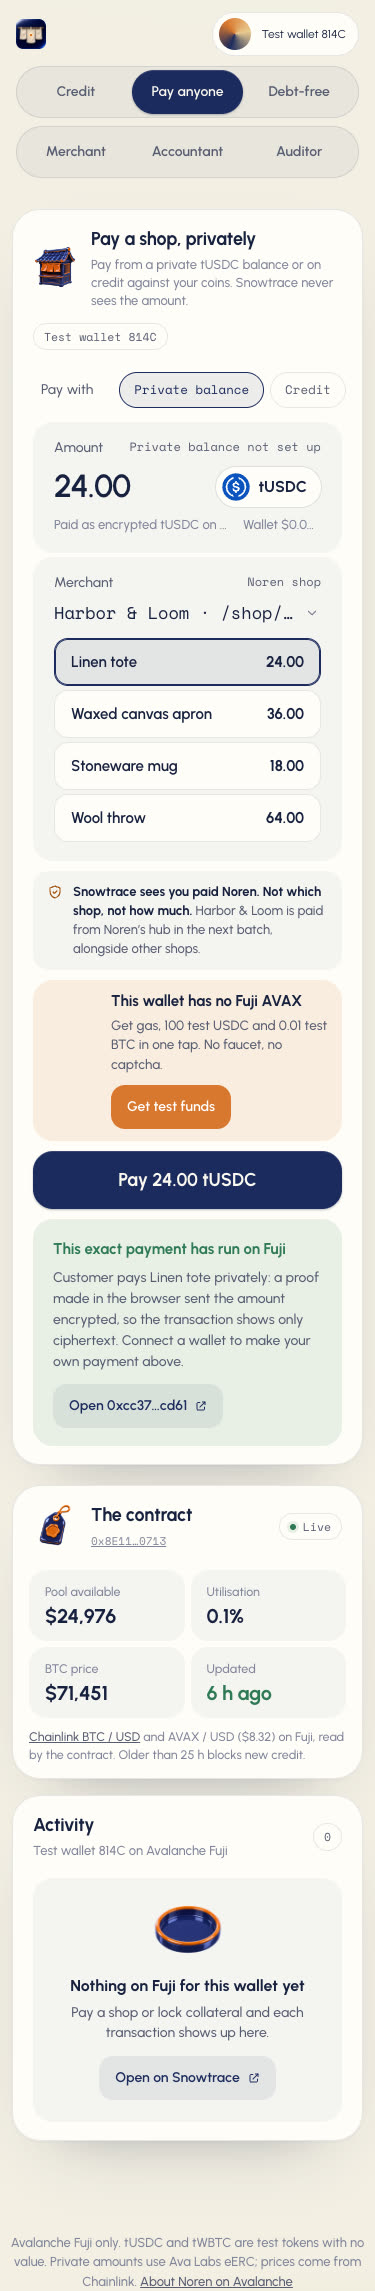 Test wallet 814C
Credit
Pay anyone
Debt-free
Merchant
Accountant
Auditor
Pay a shop, privately
Pay from a private tUSDC balance or on
credit against your coins. Snowtrace never
sees the amount.
Test wallet 814C
Pay with
Private balance
Credit
Amount
Private balance not set up
24.00
tUSDC
Paid as encrypted tUSDC on ...
Wallet $0.0...
Merchant
Noren shop
Harbor & Loom · /shop/…
Linen tote 24.00
Waxed canvas apron 36.00
Stoneware mug 18.00
Wool throw 64.00
Snowtrace sees you paid Noren. Not which
shop, not how much. Harbor & Loom is paid
from Noren's hub in the next batch,
alongside other shops.
This wallet has no Fuji AVAX
Get gas, 100 test USDC and 0.01 test
BTC in one tap. No faucet, no
captcha.
Get test funds
Pay 24.00 tUSDC
This exact payment has run on Fuji
Customer pays Linen tote privately: a proof
made in the browser sent the amount
encrypted, so the transaction shows only
ciphertext. Connect a wallet to make your
own payment above.
Open 0xcc37…cd61
The contract
0x8E11…0713
Live
Pool available
$24,976
Utilisation
0.1%
BTC price
$71,451
Updated
6 h ago
Chainlink BTC / USD and AVAX / USD ($8.32) on Fuji, read
by the contract. Older than 25 h blocks new credit.
Activity
Test wallet 814C on Avalanche Fuji
0
Nothing on Fuji for this wallet yet
Pay a shop or lock collateral and each
transaction shows up here.
Open on Snowtrace
Avalanche Fuji only. tUSDC and tWBTC are test tokens with no
value. Private amounts use Ava Labs eERC; prices come from
Chainlink. About Noren on Avalanche